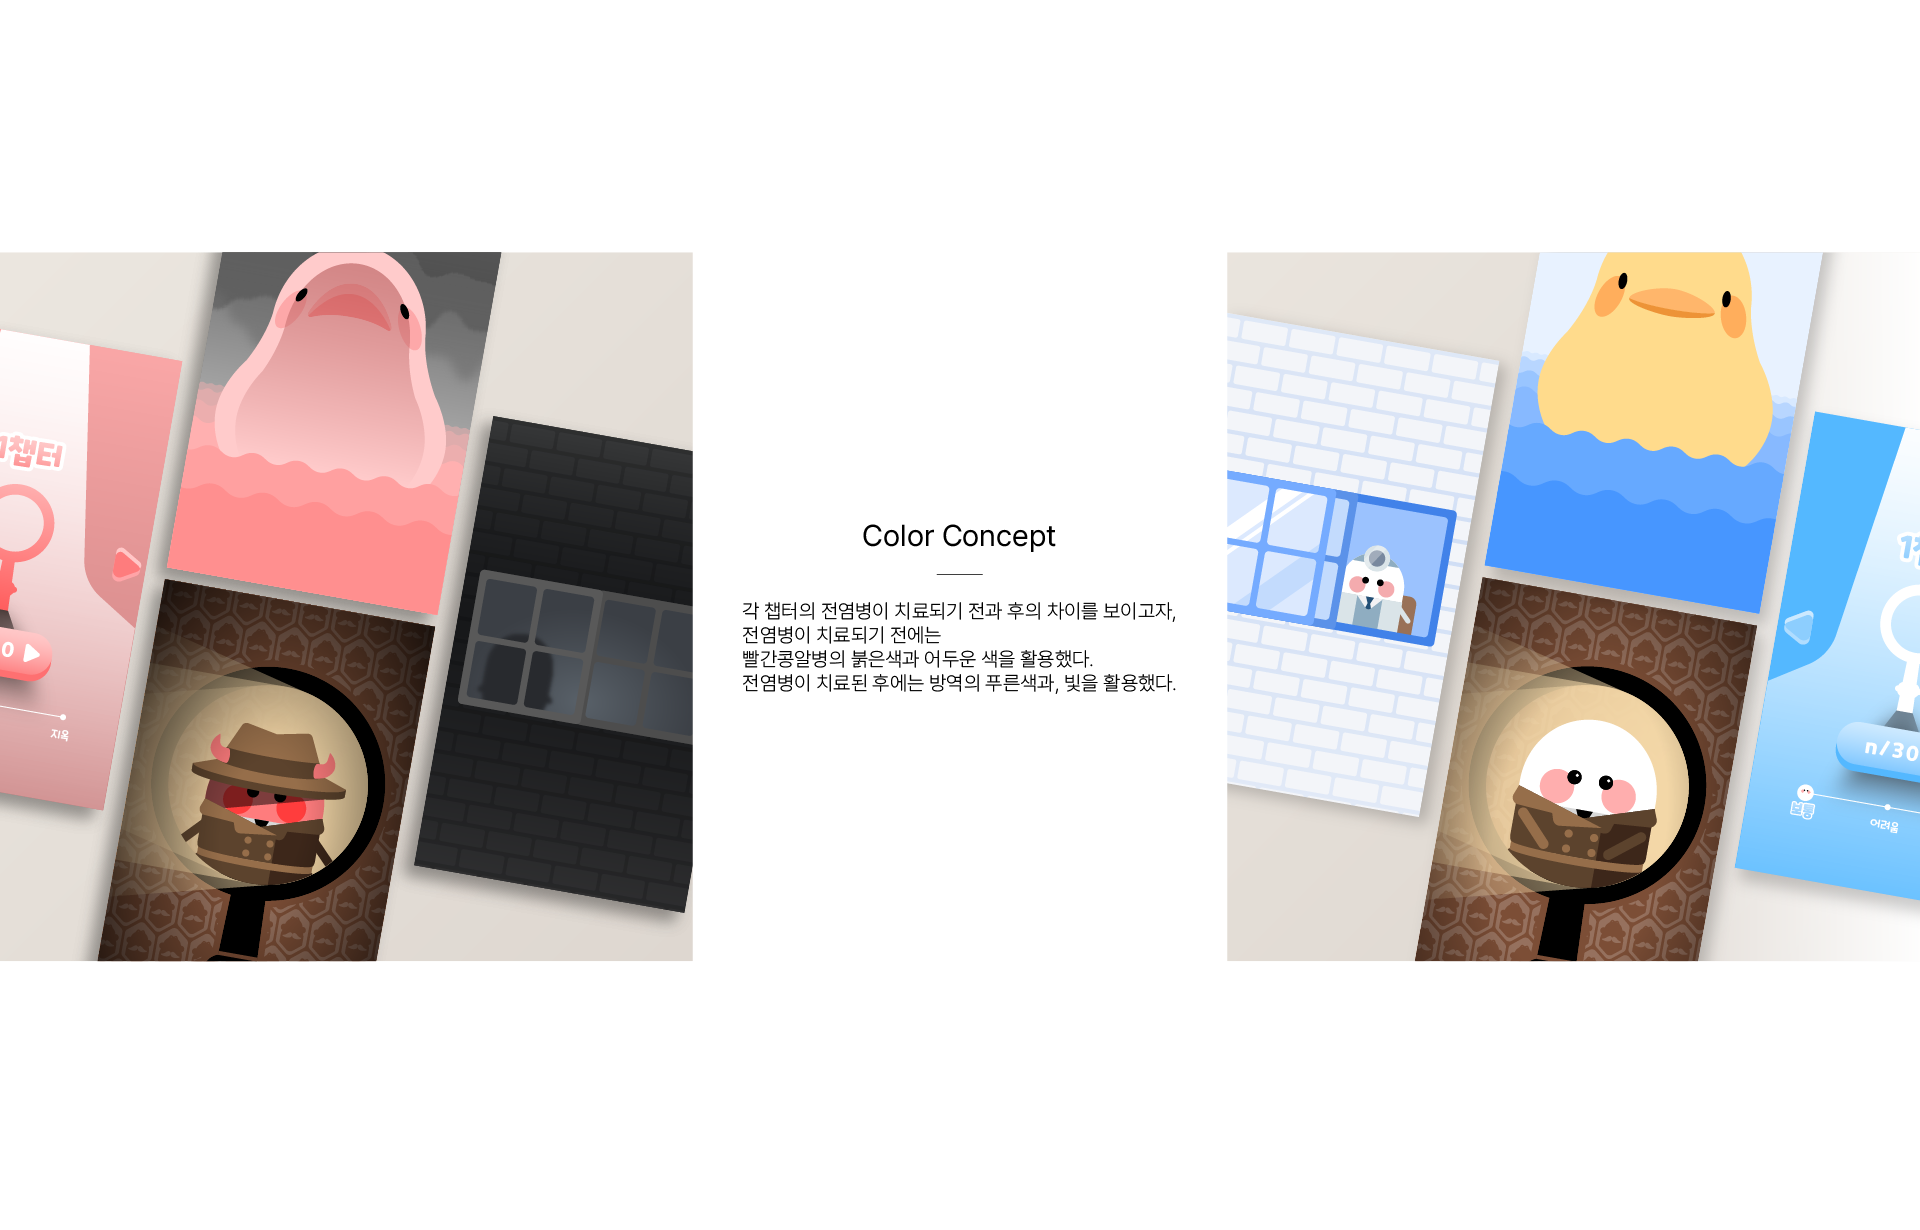 1챕터
0
지옥
Color Concept
각 챕터의 전염병이 치료되기 전과 후의 차이를 보이고자,
전염병이 치료되기 전에는
빨간콩알병의 붉은색과 어두운 색을 활용했다.
전염병이 치료된 후에는 방역의 푸른색과, 빛을 활용했다.
n/30
보통
어려움